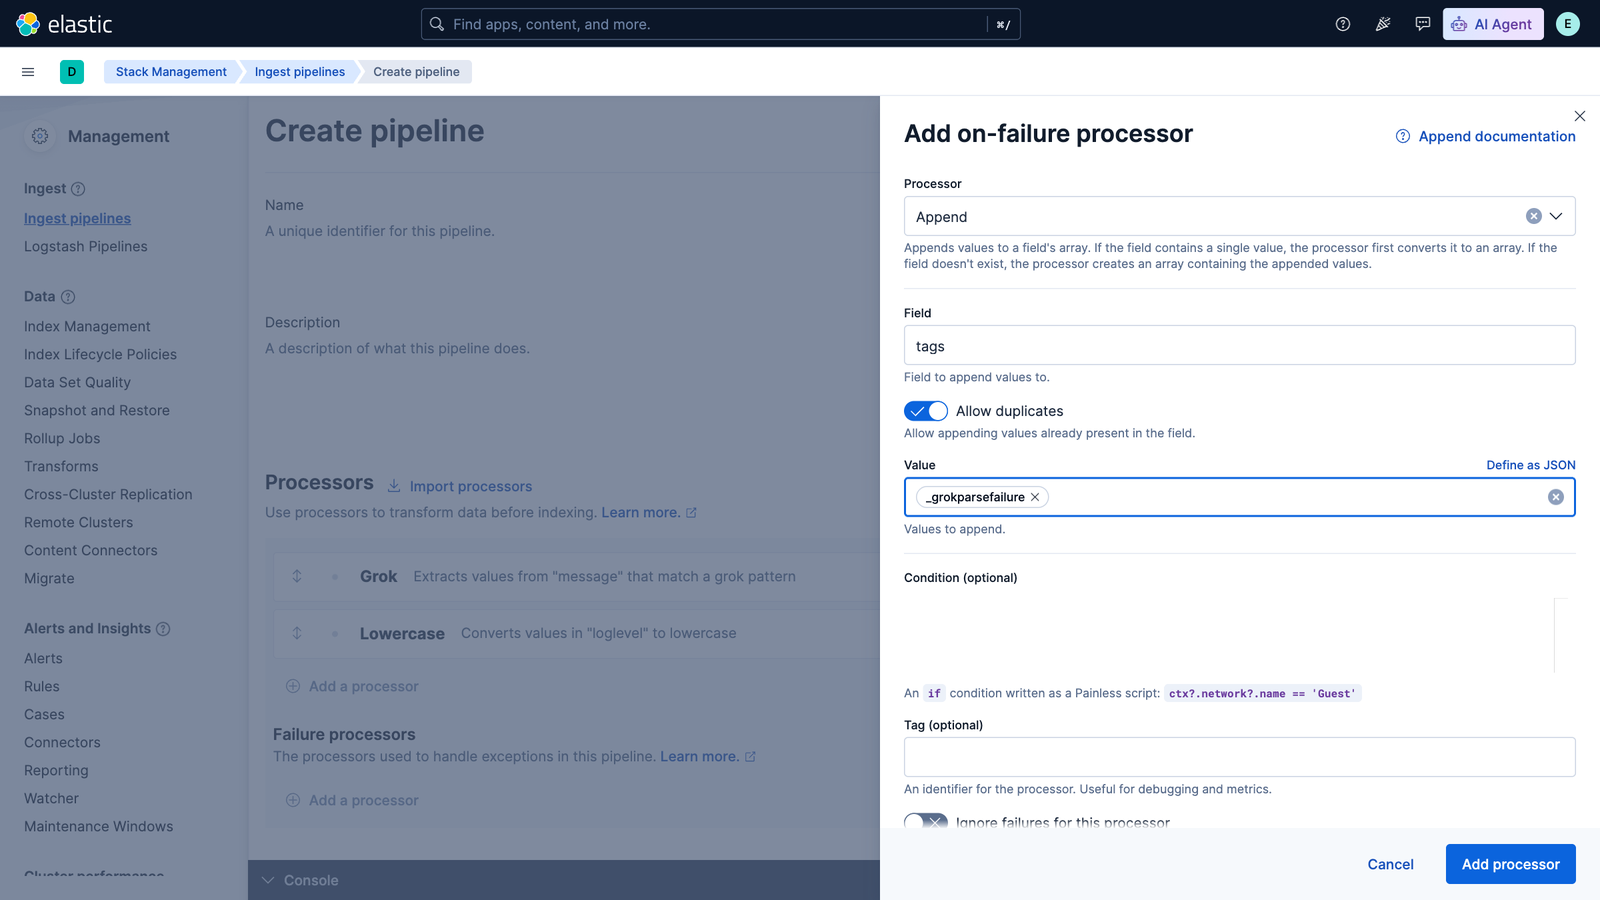 elastic
Find apps, content, and more.
⌘/
AI Agent
E
D
Stack Management
Ingest pipelines
Create pipeline
Management
Ingest
Ingest pipelines
Logstash Pipelines
Data
Index Management
Index Lifecycle Policies
Data Set Quality
Snapshot and Restore
Rollup Jobs
Transforms
Cross-Cluster Replication
Remote Clusters
Content Connectors
Migrate
Alerts and Insights
Alerts
Rules
Cases
Connectors
Reporting
Watcher
Maintenance Windows
Cluster performance
Create pipeline
Name
A unique identifier for this pipeline.
Description
A description of what this pipeline does.
Processors
Import processors
Use processors to transform data before indexing. Learn more.
Grok Extracts values from "message" that match a grok pattern
Lowercase Converts values in "loglevel" to lowercase
Add a processor
Failure processors
The processors used to handle exceptions in this pipeline. Learn more.
Add a processor
Console
Add on-failure processor
Append documentation
Processor
Append
Appends values to a field's array. If the field contains a single value, the processor first converts it to an array. If the
field doesn't exist, the processor creates an array containing the appended values.
Field
tags
Field to append values to.
Allow duplicates
Allow appending values already present in the field.
Value
Define as JSON
_grokparsefailure
Values to append.
Condition (optional)
An if condition written as a Painless script: ctx?.network?.name == 'Guest'
Tag (optional)
An identifier for the processor. Useful for debugging and metrics.
Ignore failures for this processor
Cancel
Add processor